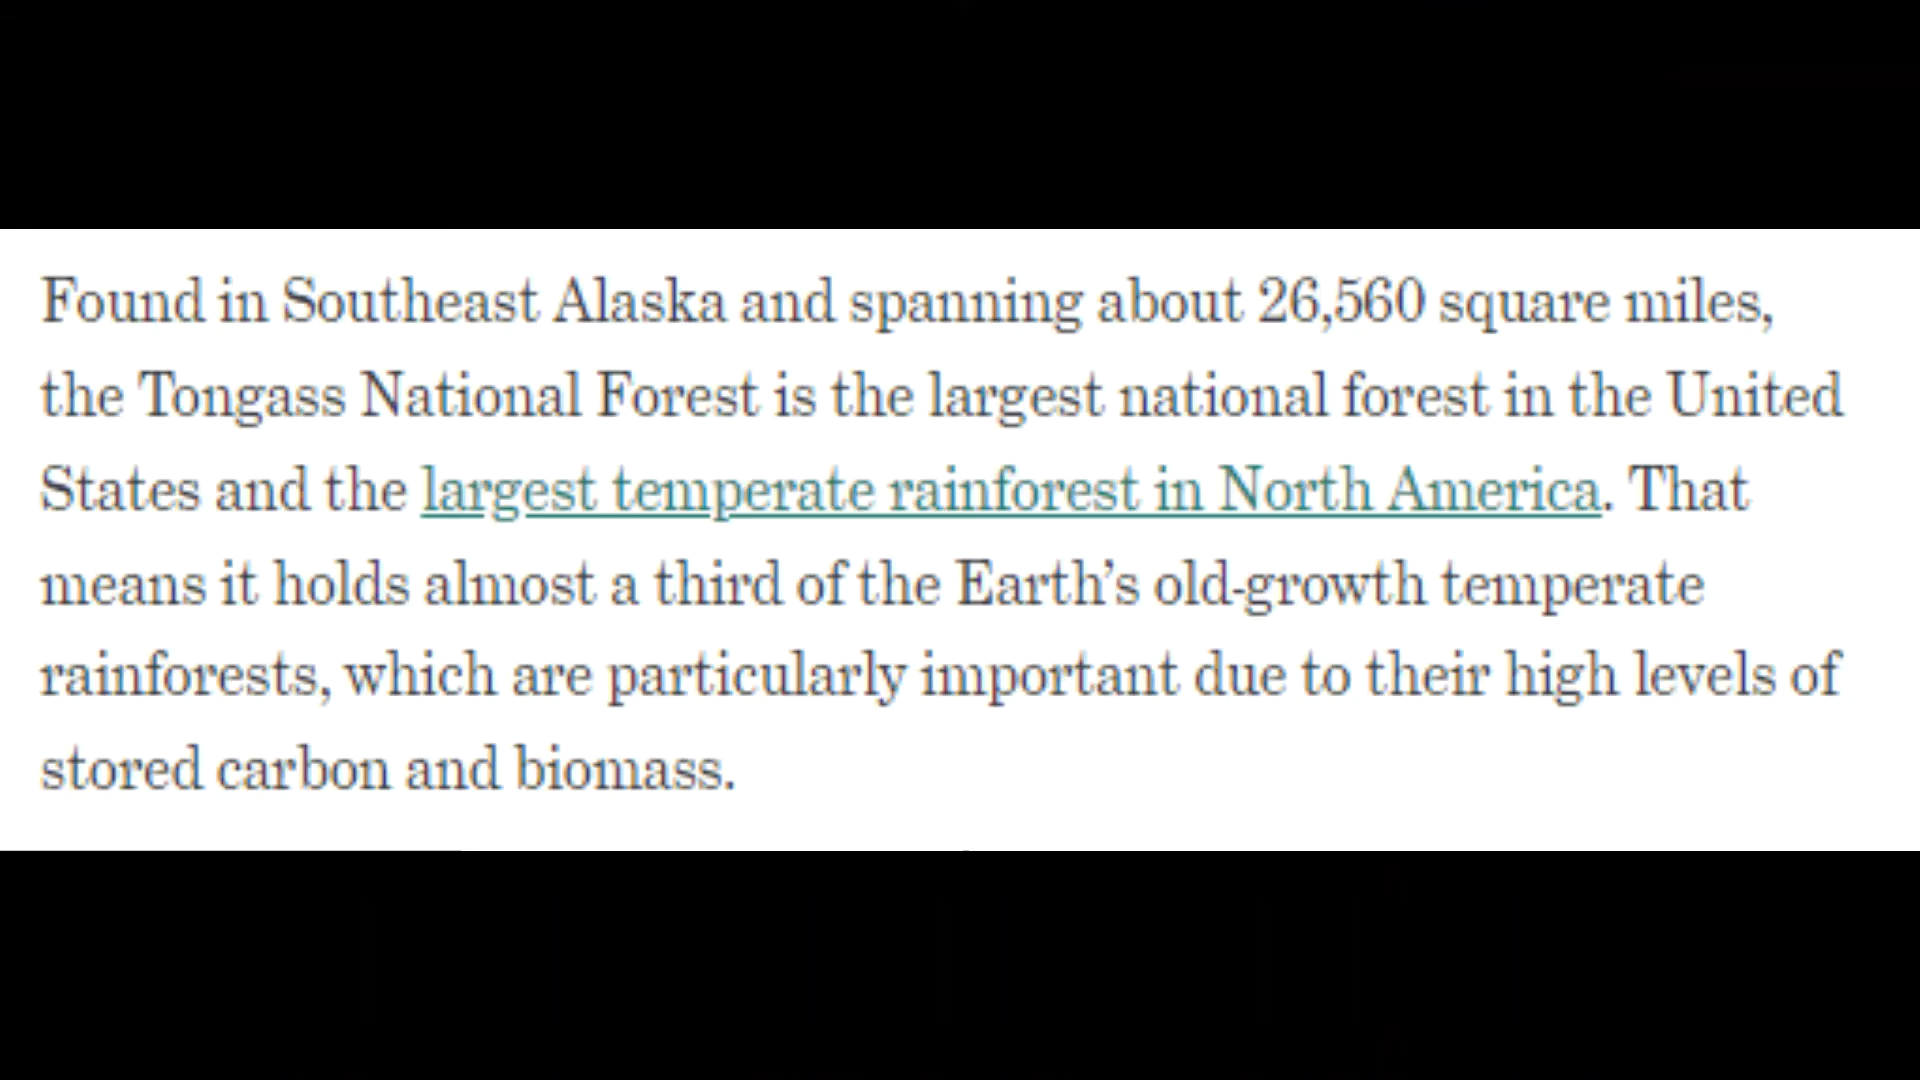 Found in Southeast Alaska and spanning about 26,560 square miles,
the Tongass National Forest is the largest national forest in the United
States and the largest temperate rainforest in North America. That
means it holds almost a third of the Earth’s old-growth temperate
rainforests, which are particularly important due to their high levels of
stored carbon and biomass.